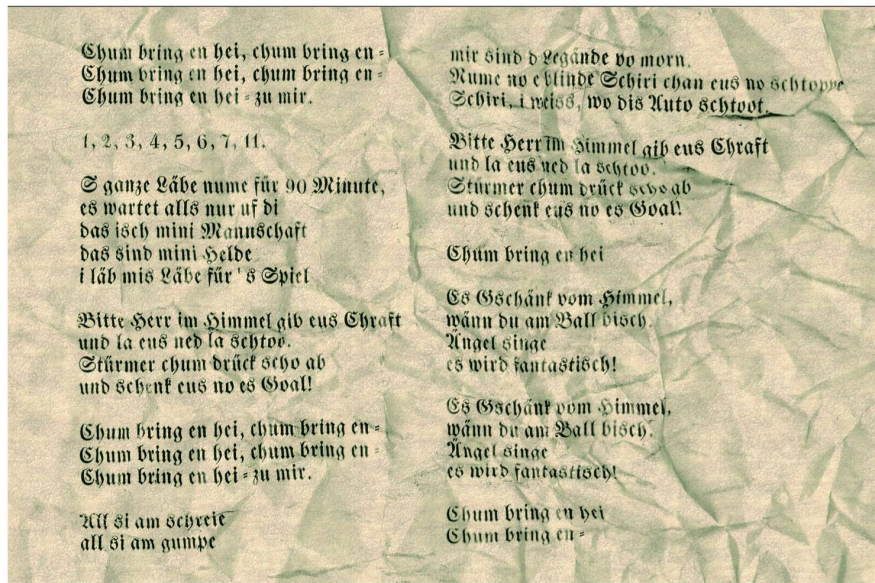 Chum bring en hei, chum bring en-
Chum bring en hei, chum bring en-
Chum bring en hei - zu mir.
1, 2, 3, 4, 5, 6, 7, 11.
S ganze Läbe nume für 90 Minute,
es wartet alls nur uf di
das isch mini Mannschaft
das sind mini Helde
i läb mis Läbe für 's Spiel
Bitte Herr im Himmel gib eus Chraft
und la eus ned la schtoo.
Stürmer chum drück scho ab
und schenk eus no es Goal!
Chum bring en hei, chum bring en-
Chum bring en hei, chum bring en-
Chum bring en hei - zu mir.
All si am schreie
all si am gumpe
mir sind d Legände vo morn.
Nume no e blinde Schiri chan eus no schtoppe
Schiri, i weiss, wo dis Auto schtoot.
Bitte Herr im Himmel gib eus Chraft
und la eus ned la schtoo.
Stürmer chum drück scho ab
und schenk eus no es Goal!
Chum bring en hei
Es Gschänk vom Himmel,
wänn du am Ball bisch.
Ängel singe
es wird fantastisch!
Es Gschänk vom Himmel,
wänn du am Ball bisch.
Ängel singe
es wird fantastisch!
Chum bring en hei
Chum bring en-